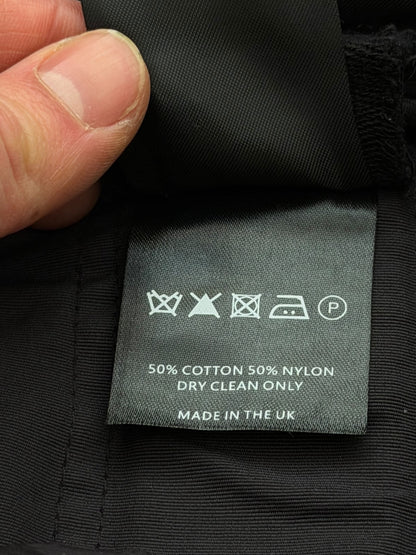 P
50% COTTON 50% NYLON
DRY CLEAN ONLY
MADE IN THE UK